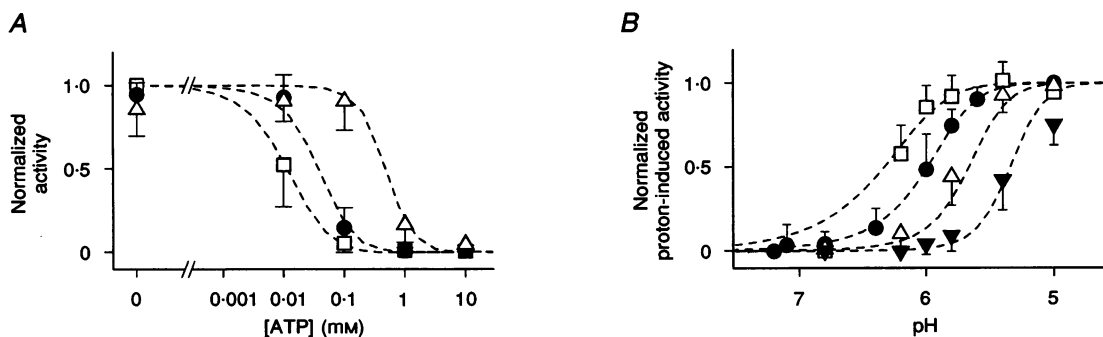 A
Normalized
activity
1·0
0·5
0
0
0·001
0·01
0·1
1
10
[ATP] (mM)
B
Normalized
proton-induced activity
1·0
0·5
0
7
6
5
pH